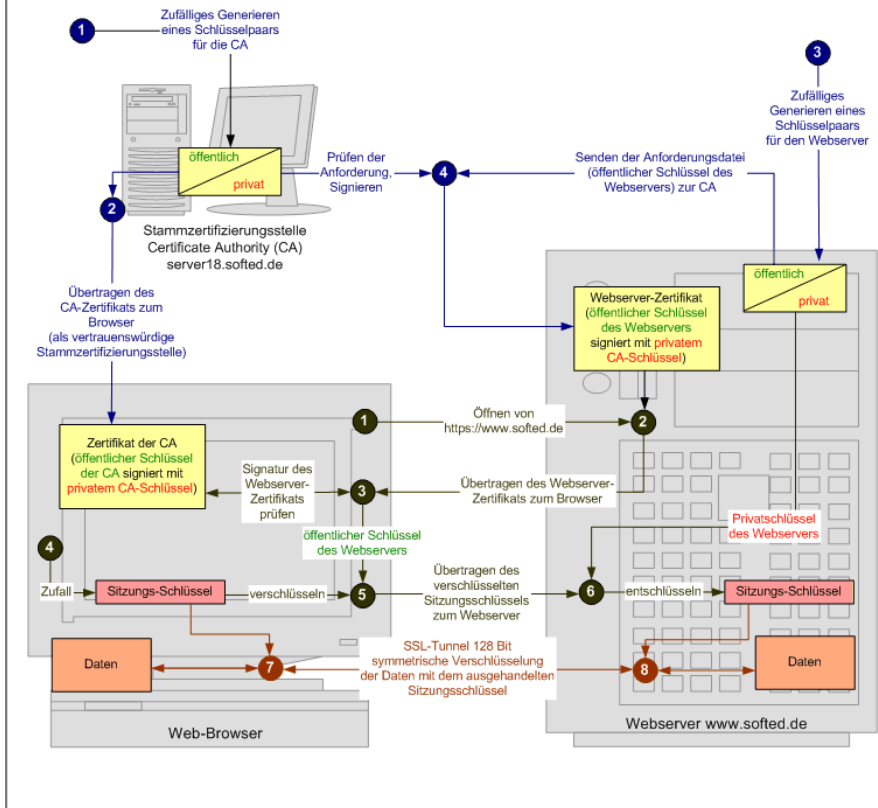 1
Zufälliges Generieren
eines Schlüsselpaars
für die CA
3
Zufälliges
Generieren eines
Schlüsselpaars
für den Webserver
öffentlich
privat
Prüfen der
Anforderung,
Signieren
4
Senden der Anforderungsdatei
(öffentlicher Schlüssel des
Webservers) zur CA
2
Stammzertifizierungsstelle
Certificate Authority (CA)
server18.softed.de
öffentlich
privat
Übertragen des
CA-Zertifikats zum
Browser
(als vertrauenswürdige
Stammzertifizierungsstelle)
Webserver-Zertifikat
(öffentlicher Schlüssel
des Webservers
signiert mit privatem
CA-Schlüssel)
1
Öffnen von
https://www.softed.de
2
Zertifikat der CA
(öffentlicher Schlüssel
der CA signiert mit
privatem CA-Schlüssel)
Signatur des
Webserver-
Zertifikats
prüfen
3
Übertragen des Webserver-
Zertifikats zum Browser
öffentlicher Schlüssel
des Webservers
Privatschlüssel
des Webservers
4
Zufall
Sitzungs-Schlüssel
verschlüsseln
5
Übertragen des
verschlüsselten
Sitzungsschlüssels
zum Webserver
6
entschlüsseln
Sitzungs-Schlüssel
Daten
7
SSL-Tunnel 128 Bit
symmetrische Verschlüsselung
der Daten mit dem ausgehandelten
Sitzungsschlüssel
8
Daten
Web-Browser
Webserver www.softed.de